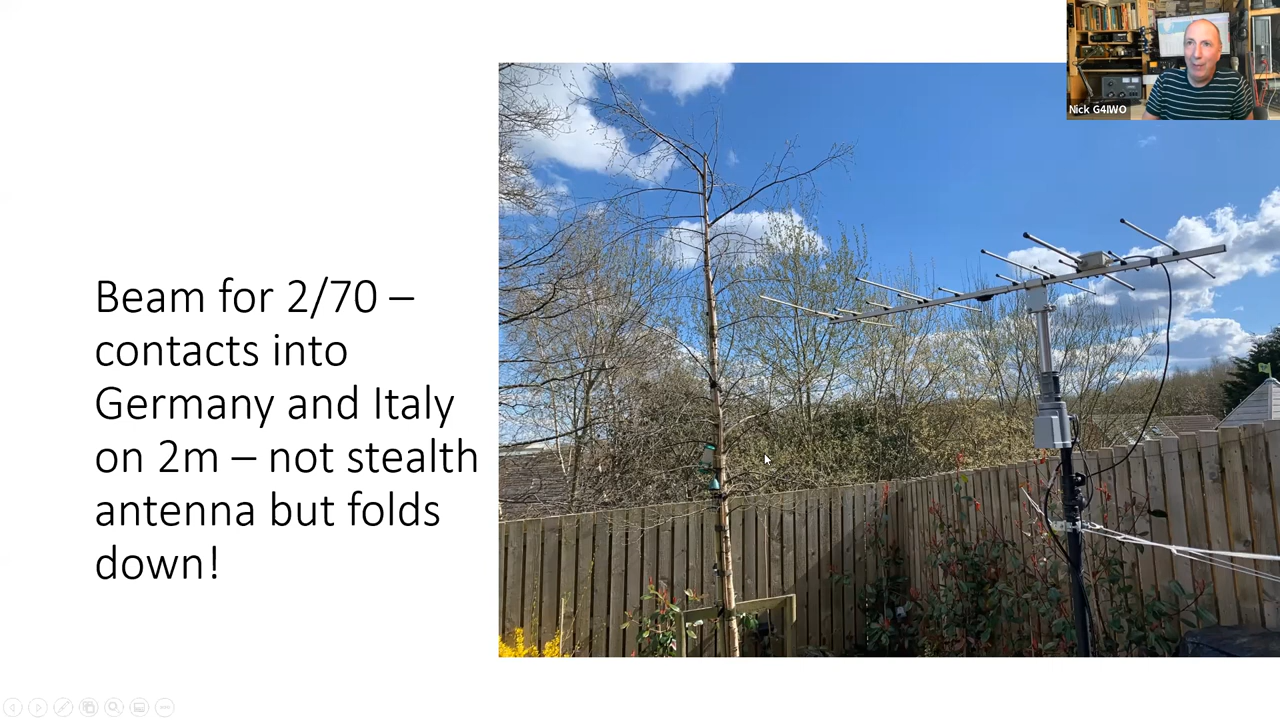 Nick G4IWO
Beam for 2/70 –
contacts into
Germany and Italy
on 2m – not stealth
antenna but folds
down!